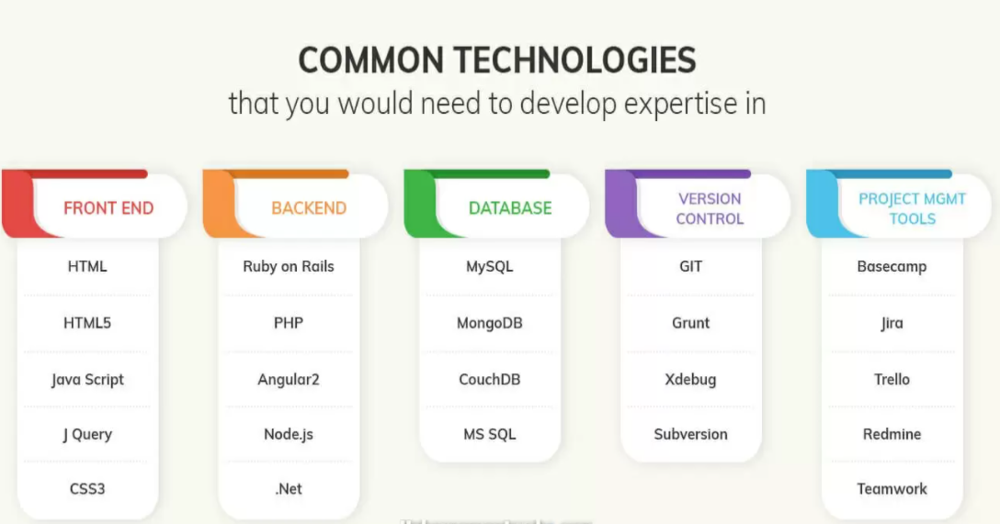 COMMON TECHNOLOGIES
that you would need to develop expertise in
FRONT END
HTML
HTML5
Java Script
J Query
CSS3
BACKEND
Ruby on Rails
PHP
Angular2
Node.js
.Net
DATABASE
MySQL
MongoDB
CouchDB
MS SQL
VERSION
CONTROL
GIT
Grunt
Xdebug
Subversion
PROJECT MGMT
TOOLS
Basecamp
Jira
Trello
Redmine
Teamwork